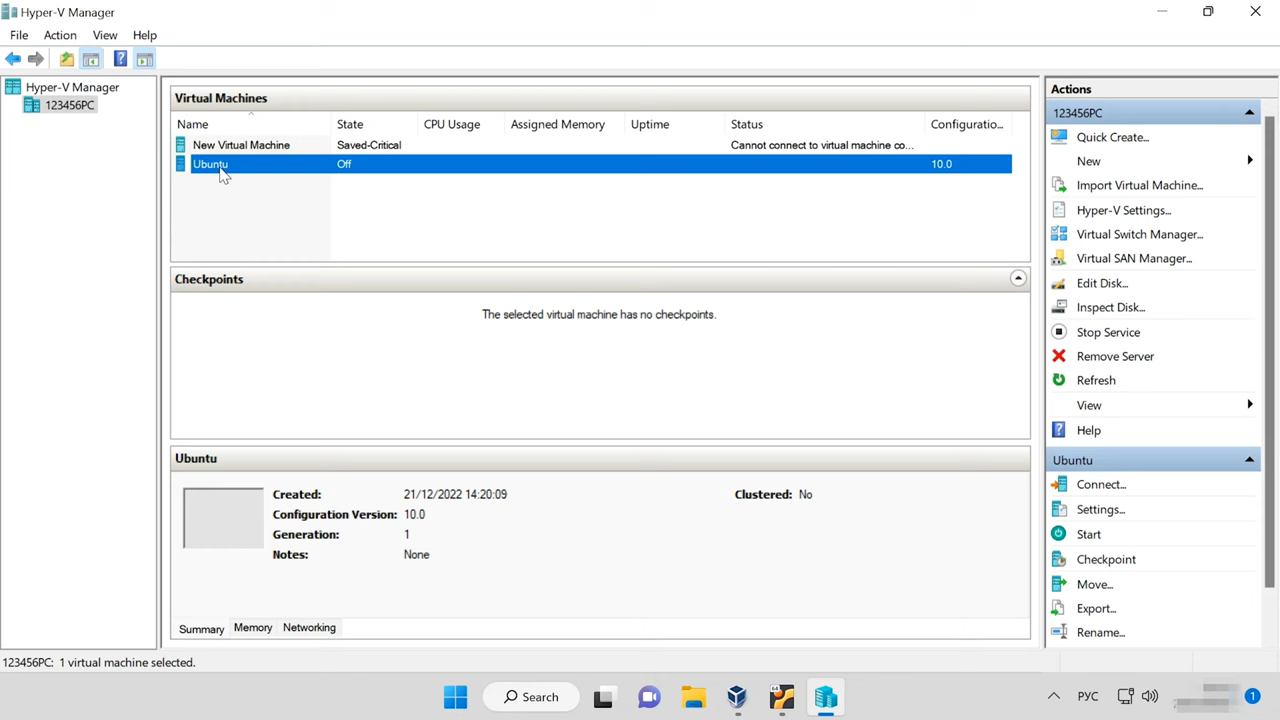 Hyper-V Manager
File Action View Help
Hyper-V Manager
123456PC
Virtual Machines
Name State CPU Usage Assigned Memory Uptime Status Configuratio...
New Virtual Machine Saved-Critical Cannot connect to virtual machine co...
Ubuntu Off 10.0
Checkpoints
The selected virtual machine has no checkpoints.
Ubuntu
Created: 21/12/2022 14:20:09 Clustered: No
Configuration Version: 10.0
Generation: 1
Notes: None
Summary Memory Networking
Actions
123456PC
Quick Create...
New
Import Virtual Machine...
Hyper-V Settings...
Virtual Switch Manager...
Virtual SAN Manager...
Edit Disk...
Inspect Disk...
Stop Service
Remove Server
Refresh
View
Help
Ubuntu
Connect...
Settings...
Start
Checkpoint
Move...
Export...
Rename...
123456PC: 1 virtual machine selected.
Search РУС 1